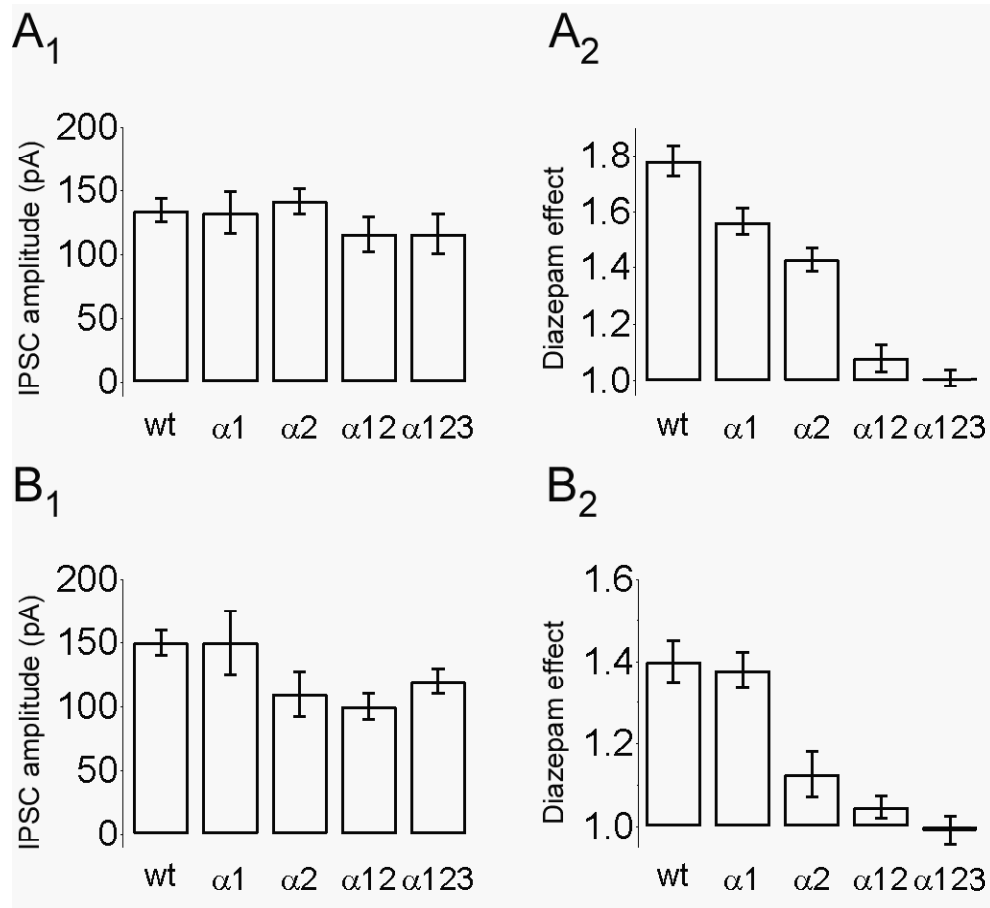 A1
IPSC amplitude (pA)
200
150
100
50
0
wt α1 α2 α12 α123
A2
Diazepam effect
1.8
1.6
1.4
1.2
1.0
wt α1 α2 α12 α123
B1
IPSC amplitude (pA)
200
150
100
50
0
wt α1 α2 α12 α123
B2
Diazepam effect
1.6
1.4
1.2
1.0
wt α1 α2 α12 α123